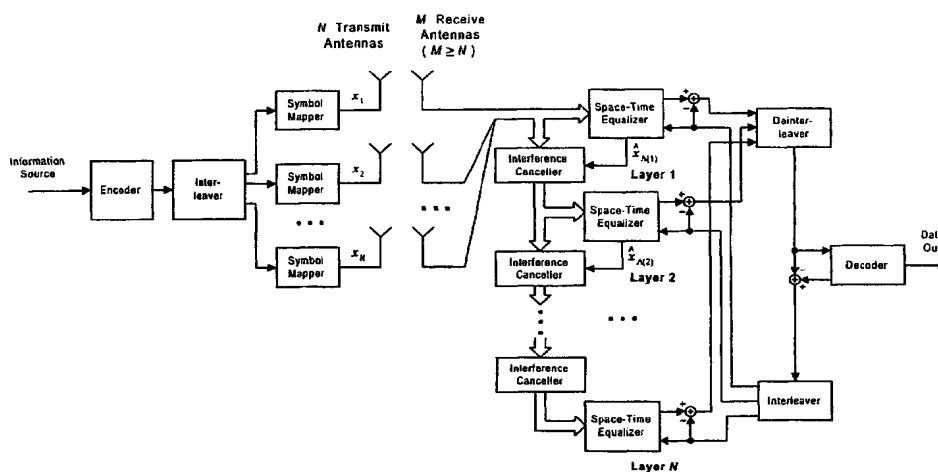 N Transmit
Antennas
M Receive
Antennas
( M ≥ N )
Information
Source
Encoder
Inter-
leaver
Symbol
Mapper
x1
Symbol
Mapper
x2
• • •
Symbol
Mapper
xN
• • •
Space-Time
Equalizer
+
−
Interference
Canceller
x̂Λ(1)
Layer 1
Space-Time
Equalizer
+
−
Interference
Canceller
x̂Λ(2)
Layer 2
• • •
Interference
Canceller
Space-Time
Equalizer
+
−
Layer N
Deinter-
leaver
Decoder
Data
Out
−
+
Interleaver